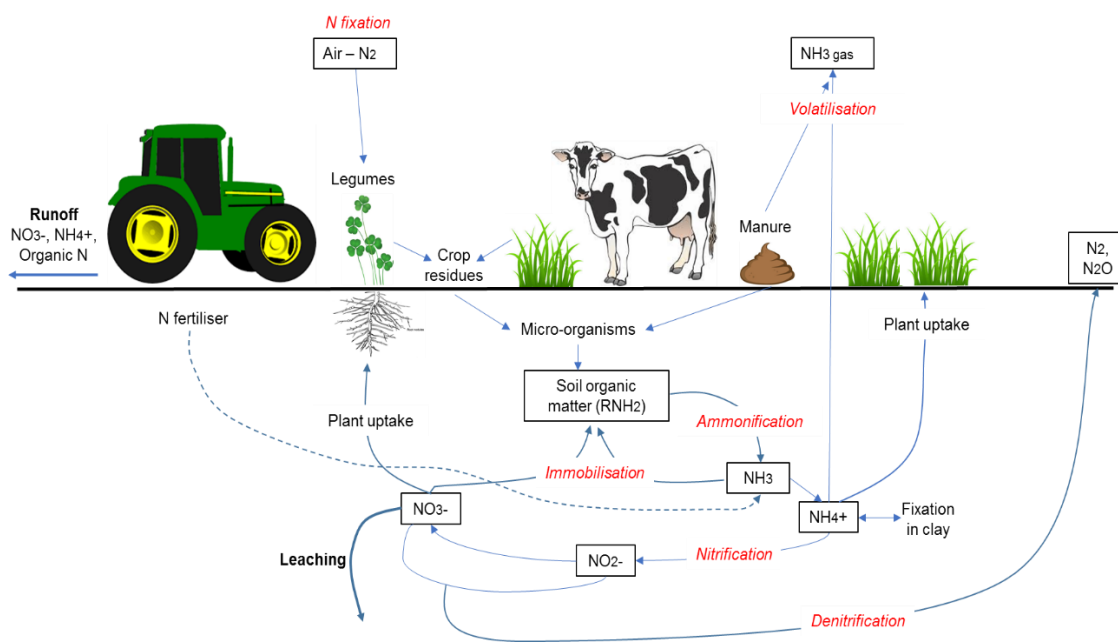 N fixation
Air – N2
NH3 gas
Volatilisation
Legumes
Runoff
NO3-, NH4+,
Organic N
Manure
Crop
residues
N2,
N2O
N fertiliser
Micro-organisms
Plant uptake
Soil organic
matter (RNH2)
Plant uptake
Ammonification
Immobilisation
NH3
NO3-
NH4+
Fixation
in clay
Leaching
NO2-
Nitrification
Denitrification